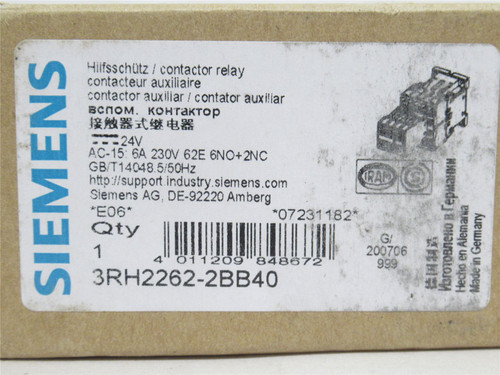 SIEMENS
Hilfsschütz / contactor relay
contacteur auxiliaire
contactor auxiliar / contator auxiliar
вспом. контактор
接触器式继电器
24V
AC-15: 6A 230V 62E 6NO+2NC
GB/T14048.5/50Hz
http://support.industry.siemens.com
Siemens AG, DE-92220 Amberg
*E06* *07231182*
Qty
1
4 011209 848672
3RH2262-2BB40
IRAM
S
G/
200706
999
德国制造
Изготовлено в Германии
Hecho en Alemania
Made in Germany